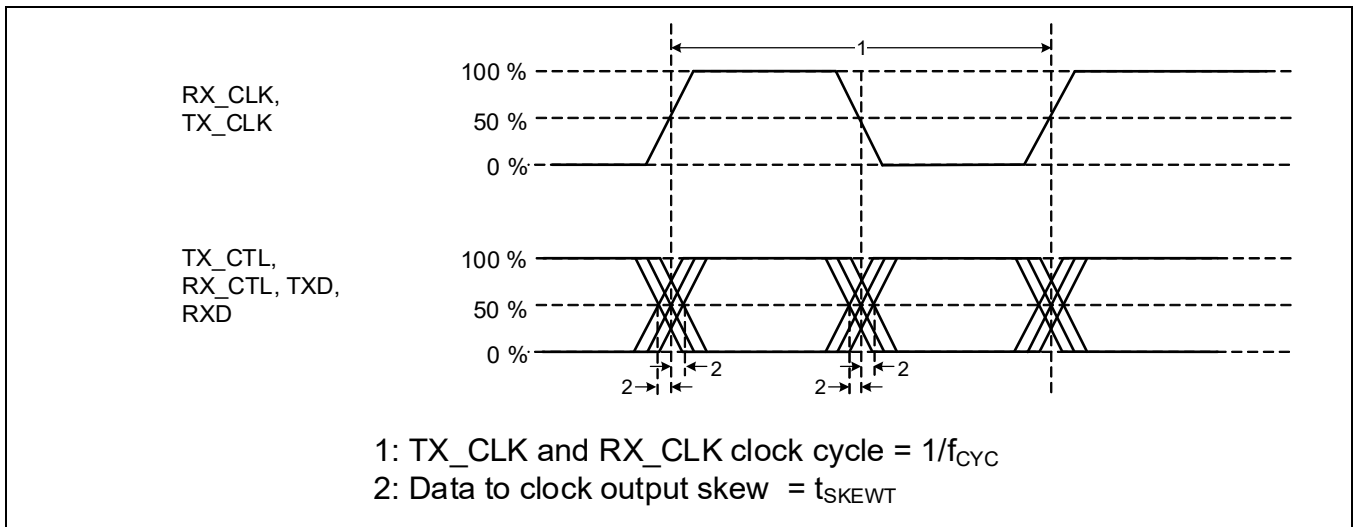 1
100 %
RX_CLK,
TX_CLK
50 %
0 %
TX_CTL,
RX_CTL, TXD,
RXD
100 %
50 %
0 %
2
2
2
2
1: TX_CLK and RX_CLK clock cycle = 1/fCYC
2: Data to clock output skew = tSKEWT